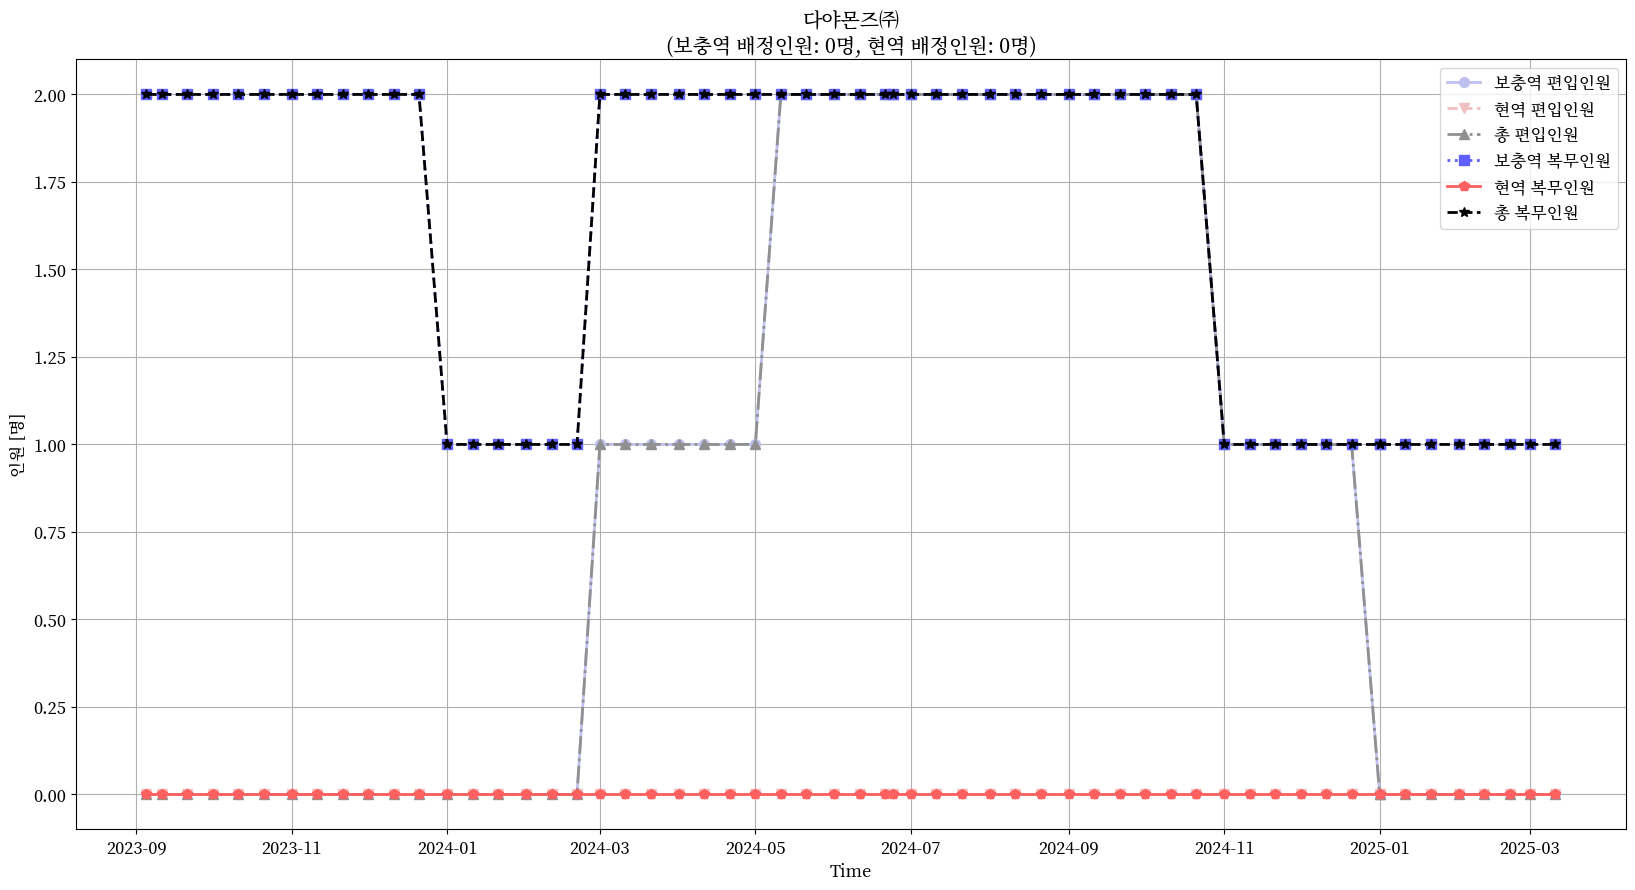 다야몬즈㈜
(보충역 배정인원: 0명, 현역 배정인원: 0명)
보충역 편입인원
현역 편입인원
총 편입인원
보충역 복무인원
현역 복무인원
총 복무인원
인원 [명]
2.00
1.75
1.50
1.25
1.00
0.75
0.50
0.25
0.00
2023-09
2023-11
2024-01
2024-03
2024-05
2024-07
2024-09
2024-11
2025-01
2025-03
Time